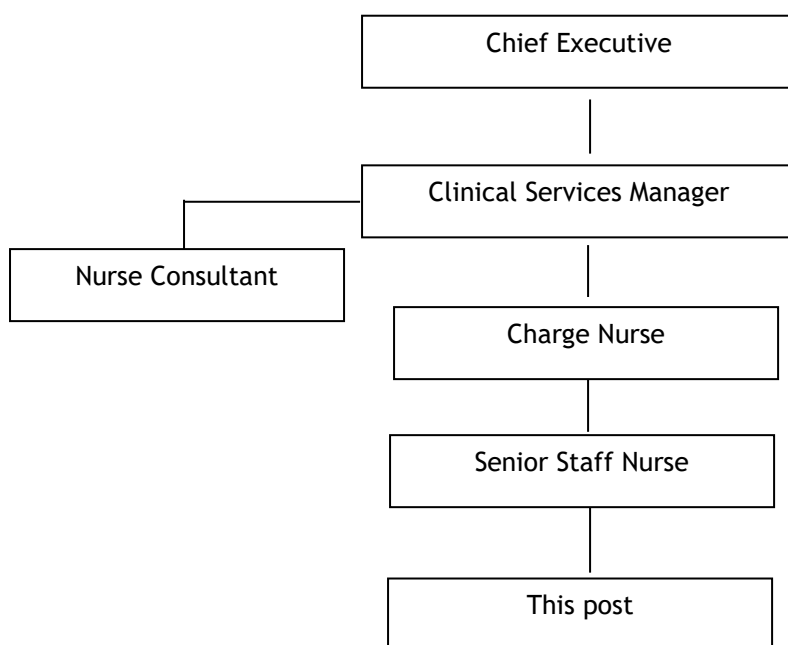 Chief Executive
Clinical Services Manager
Nurse Consultant
Charge Nurse
Senior Staff Nurse
This post